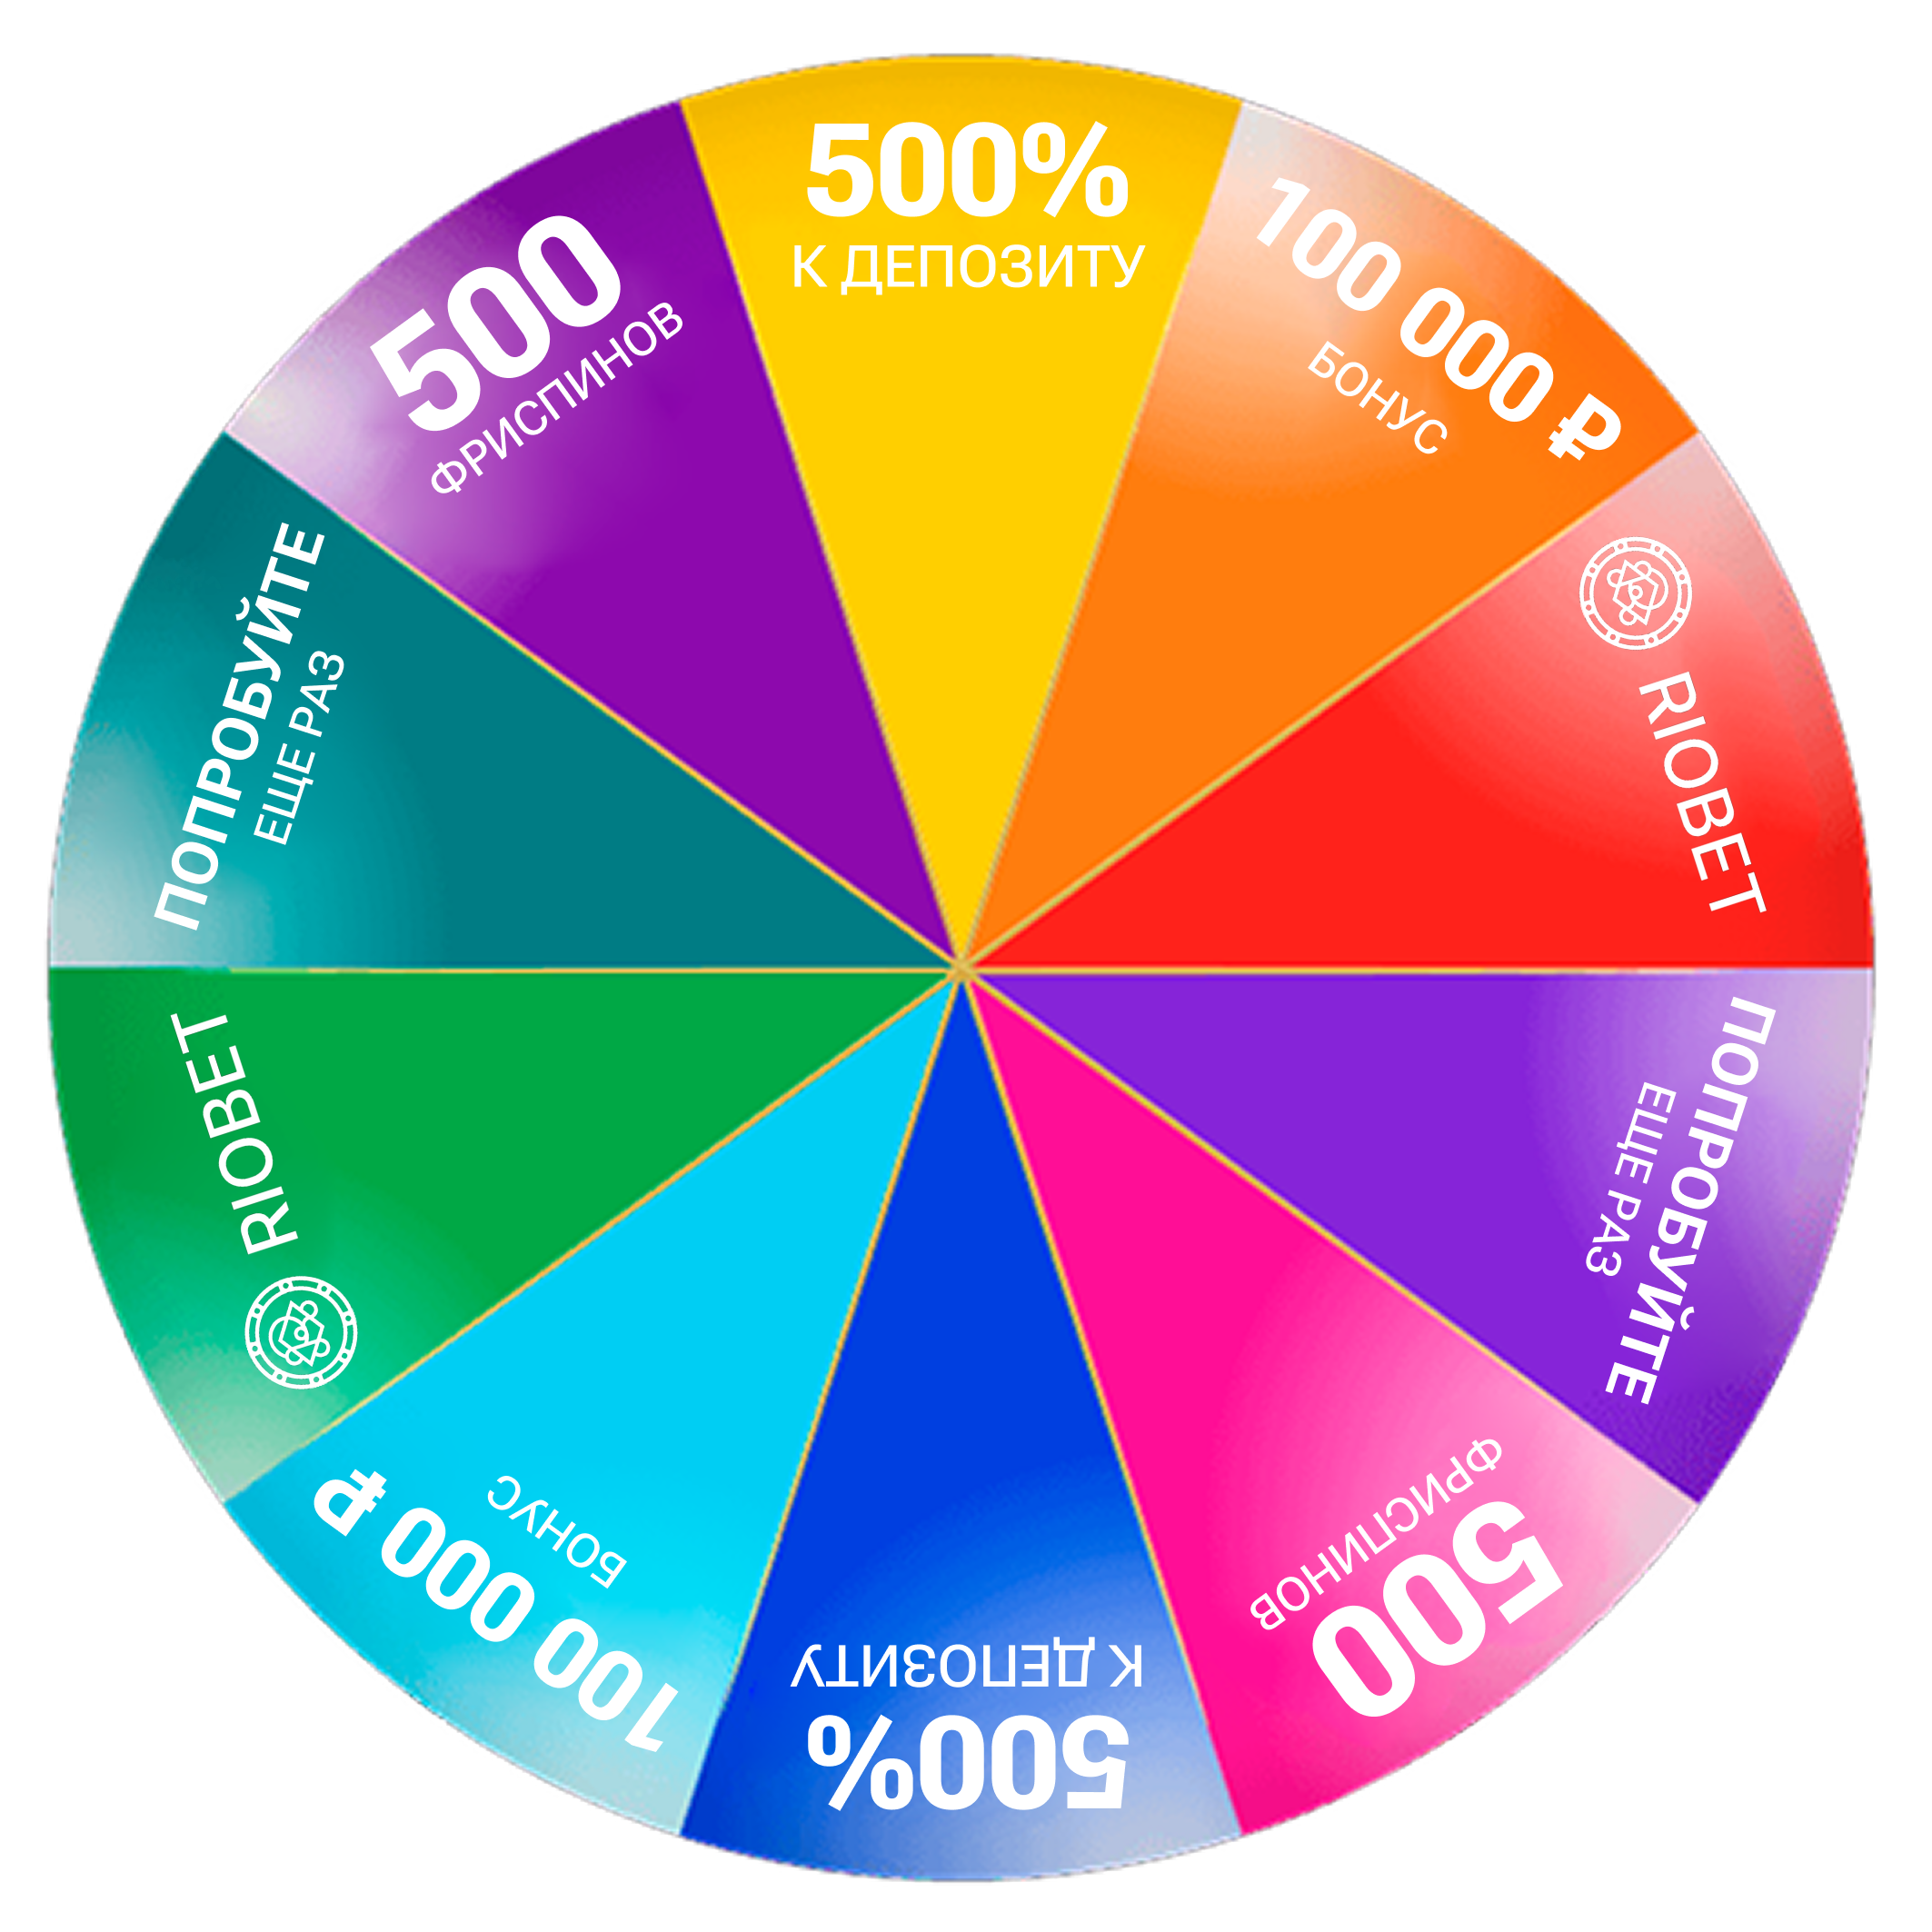 500%
К ДЕПОЗИТУ
100 000 ₽
БОНУС
RIOBET
ПОПРОБУЙТЕ
ЕЩЕ РАЗ
500
ФРИСПИНОВ
500%
К ДЕПОЗИТУ
100 000 ₽
БОНУС
RIOBET
ПОПРОБУЙТЕ
ЕЩЕ РАЗ
500
ФРИСПИНОВ